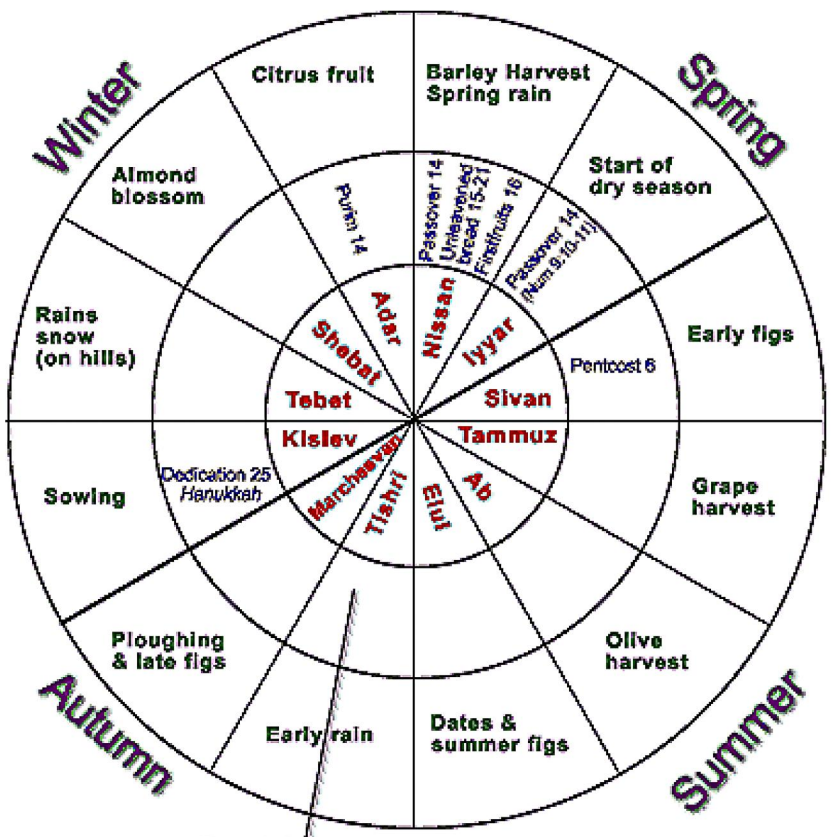 Winter
Spring
Citrus fruit
Barley Harvest
Spring rain
Almond
blossom
Start of
dry season
Purim 14
Passover 14
Unleavened
bread 15-21
Firstfruits 16
Passover 14
(Num 9:10-11)
Rains
snow
(on hills)
Early figs
Adar
Nissan
Shebat
Iyyar
Pentcost 6
Tebet
Sivan
Kislev
Tammuz
Dedication 25
Hanukkah
Marchesvan
Tishri
Elul
Ab
Sowing
Grape
harvest
Ploughing
& late figs
Olive
harvest
Early rain
Dates &
summer figs
Autumn
Summer